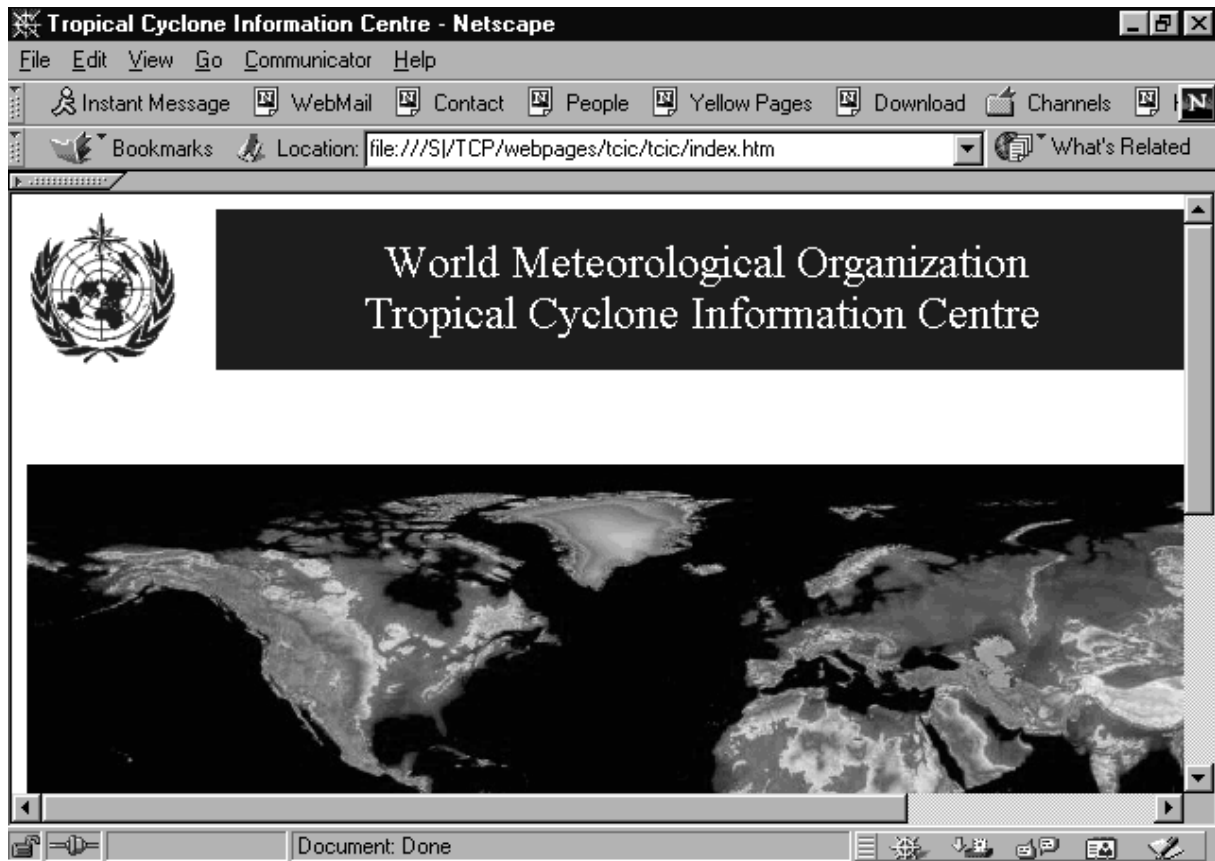 Tropical Cyclone Information Centre - Netscape
File Edit View Go Communicator Help
Instant Message WebMail Contact People Yellow Pages Download Channels
Bookmarks Location: file:///S|/TCP/webpages/tcic/tcic/index.htm What's Related
World Meteorological Organization
Tropical Cyclone Information Centre
Document: Done